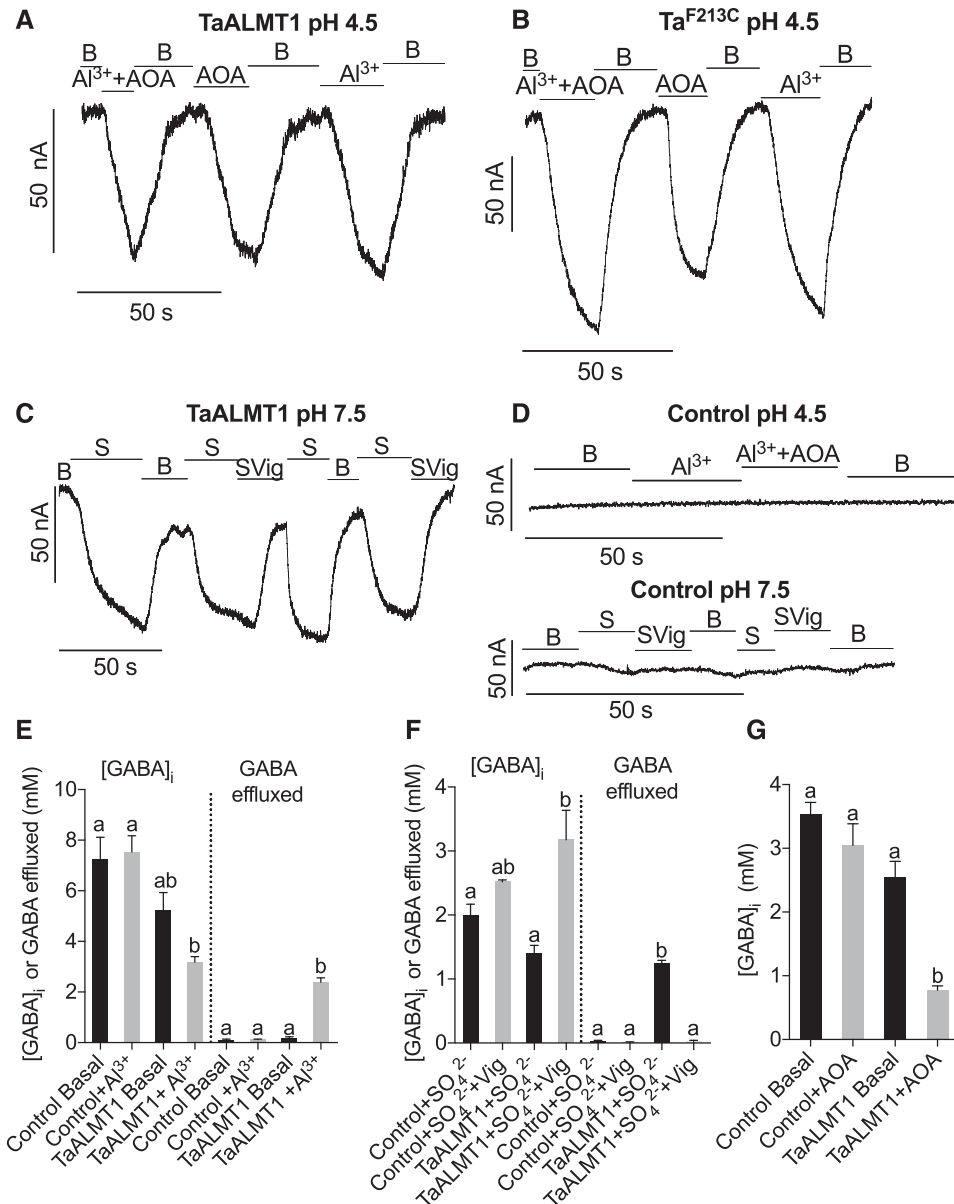 A
TaALMT1 pH 4.5
B B B B
Al³⁺+AOA AOA Al³⁺
50 nA
50 s
B
Ta^F213C pH 4.5
B B B B
Al³⁺+AOA AOA Al³⁺
50 nA
50 s
C
TaALMT1 pH 7.5
S S S S
B B SVig B SVig
50 nA
50 s
D
Control pH 4.5
B Al³⁺ Al³⁺+AOA B
50 nA
50 s
Control pH 7.5
B S SVig B S SVig B
50 nA
50 s
E
[GABA]ᵢ GABA effluxed
[GABA]ᵢ or GABA effluxed (mM)
10
8
6
4
2
0
a a ab b a a a b
Control Basal
Control+Al³⁺
TaALMT1 Basal
TaALMT1+ Al³⁺
Control Basal
Control +Al³⁺
TaALMT1 Basal
TaALMT1 +Al³⁺
F
[GABA]ᵢ GABA effluxed
[GABA]ᵢ or GABA effluxed (mM)
4
3
2
1
0
a ab a b a a b a
Control+SO₄²⁻
Control+SO₄²⁻+Vig
TaALMT1+SO₄²⁻
TaALMT1+SO₄²⁻+Vig
Control+SO₄²⁻
Control+SO₄²⁻+Vig
TaALMT1+SO₄²⁻
TaALMT1+SO₄²⁻+Vig
G
[GABA]ᵢ (mM)
4
3
2
1
0
a a a b
Control Basal
Control+AOA
TaALMT1 Basal
TaALMT1+AOA